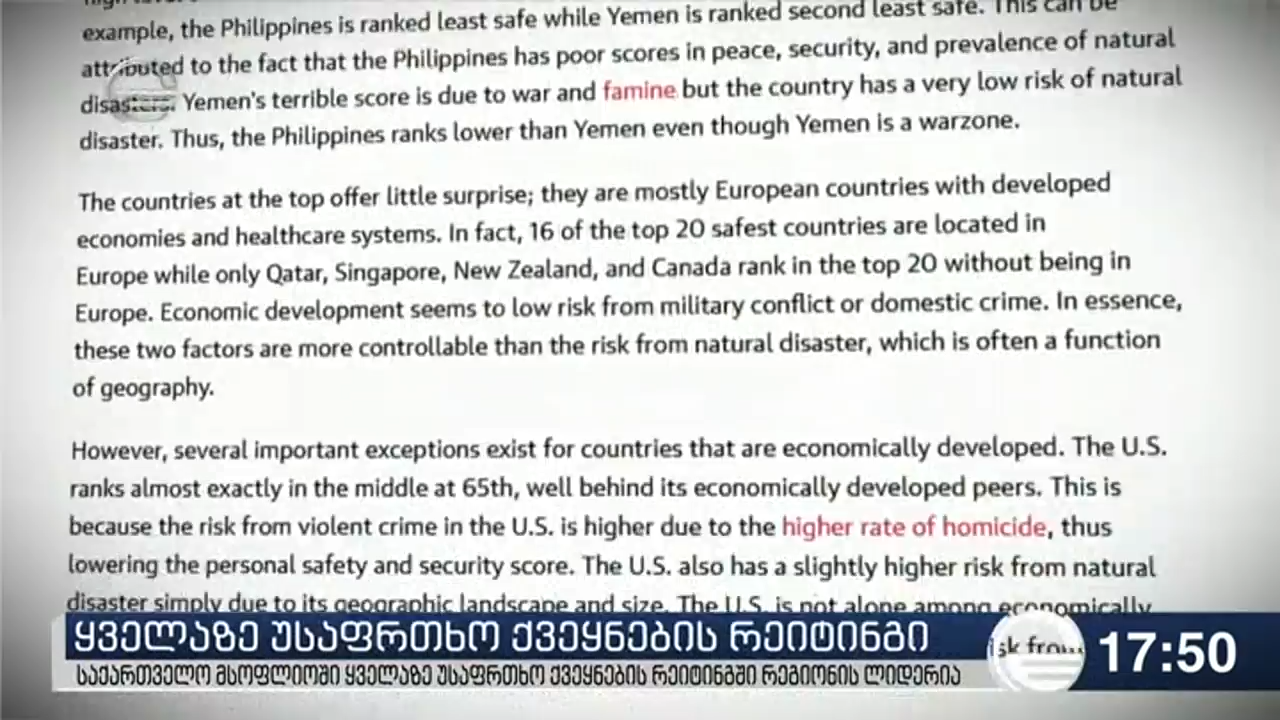 example, the Philippines is ranked least safe while Yemen is ranked second least safe. This can be
attributed to the fact that the Philippines has poor scores in peace, security, and prevalence of natural
disasters. Yemen's terrible score is due to war and famine but the country has a very low risk of natural
disaster. Thus, the Philippines ranks lower than Yemen even though Yemen is a warzone.
The countries at the top offer little surprise; they are mostly European countries with developed
economies and healthcare systems. In fact, 16 of the top 20 safest countries are located in
Europe while only Qatar, Singapore, New Zealand, and Canada rank in the top 20 without being in
Europe. Economic development seems to low risk from military conflict or domestic crime. In essence,
these two factors are more controllable than the risk from natural disaster, which is often a function
of geography.
However, several important exceptions exist for countries that are economically developed. The U.S.
ranks almost exactly in the middle at 65th, well behind its economically developed peers. This is
because the risk from violent crime in the U.S. is higher due to the higher rate of homicide, thus
lowering the personal safety and security score. The U.S. also has a slightly higher risk from natural
disaster simply due to its geographic landscape and size. The U.S. is not alone among economically
ყველაზე უსაფრთხო ქვეყნების რეიტინგი
საქართველო მსოფლიოში ყველაზე უსაფრთხო ქვეყნების რეიტინგში რეგიონის ლიდერია
17:50